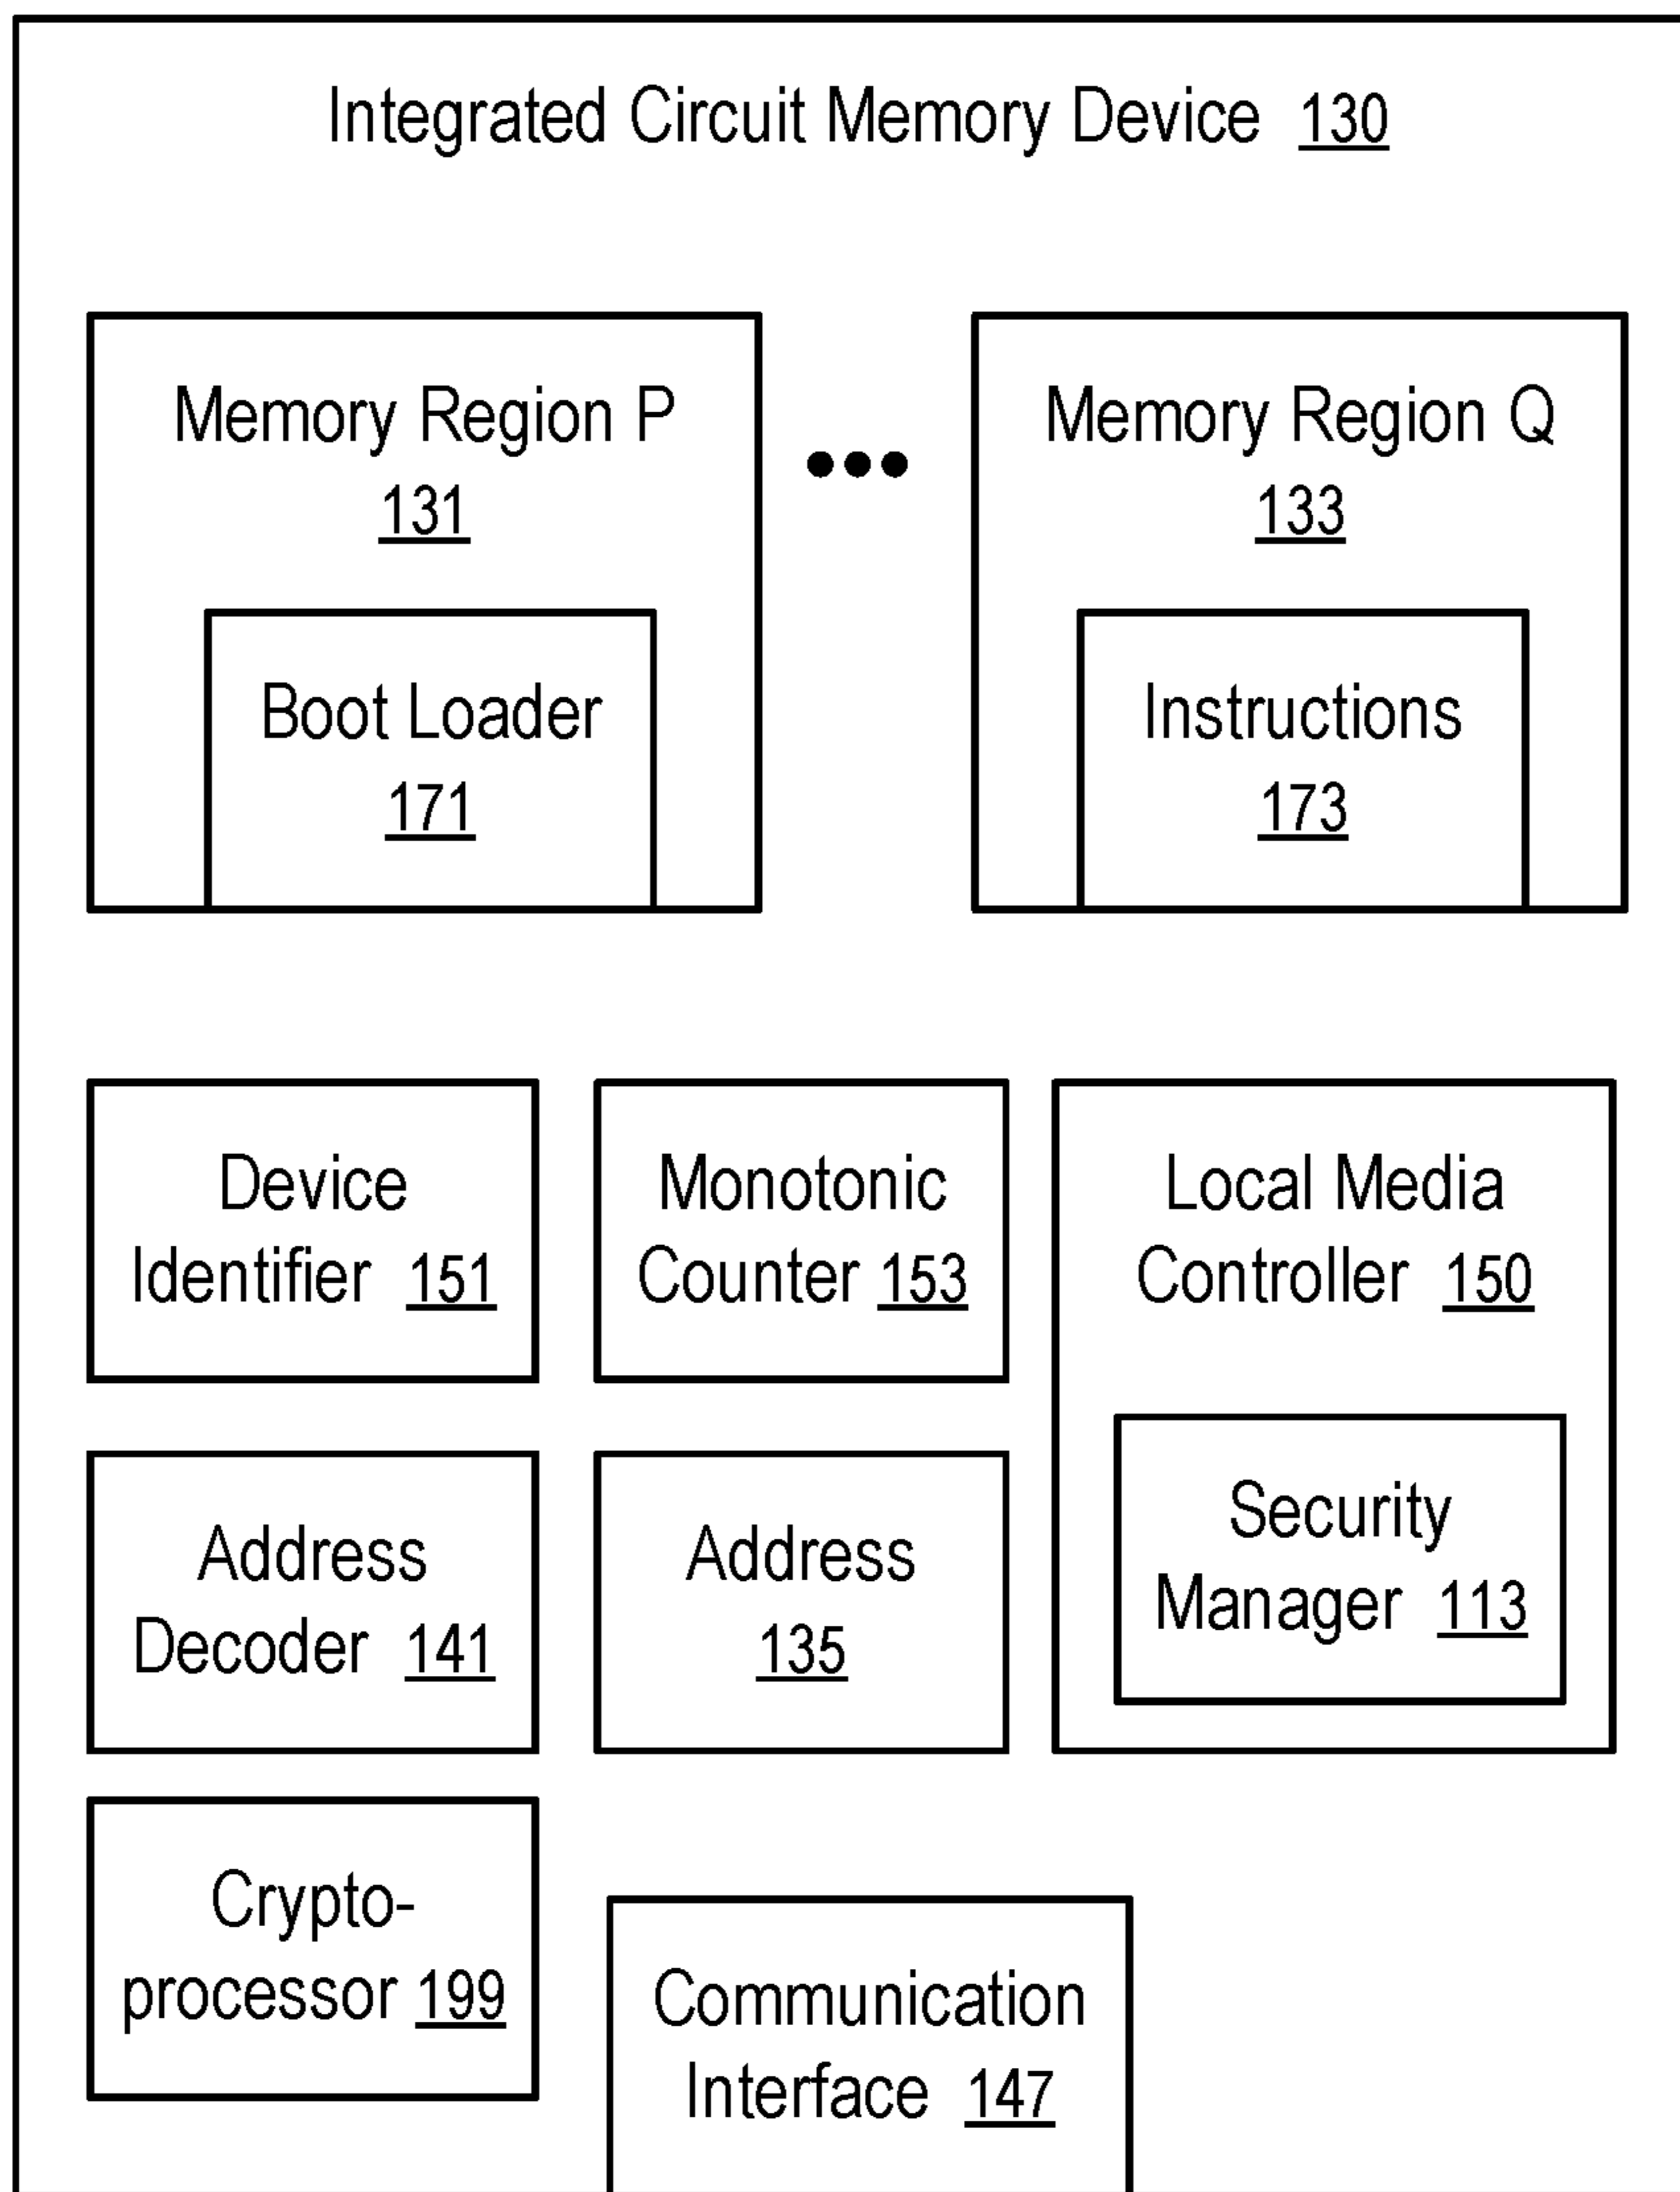 Integrated Circuit Memory Device 130
Memory Region P
131
Boot Loader
171
Memory Region Q
133
Instructions
173
Device
Identifier 151
Monotonic
Counter 153
Local Media
Controller 150
Security
Manager 113
Address
Decoder 141
Address
135
Crypto-
processor 199
Communication
Interface 147